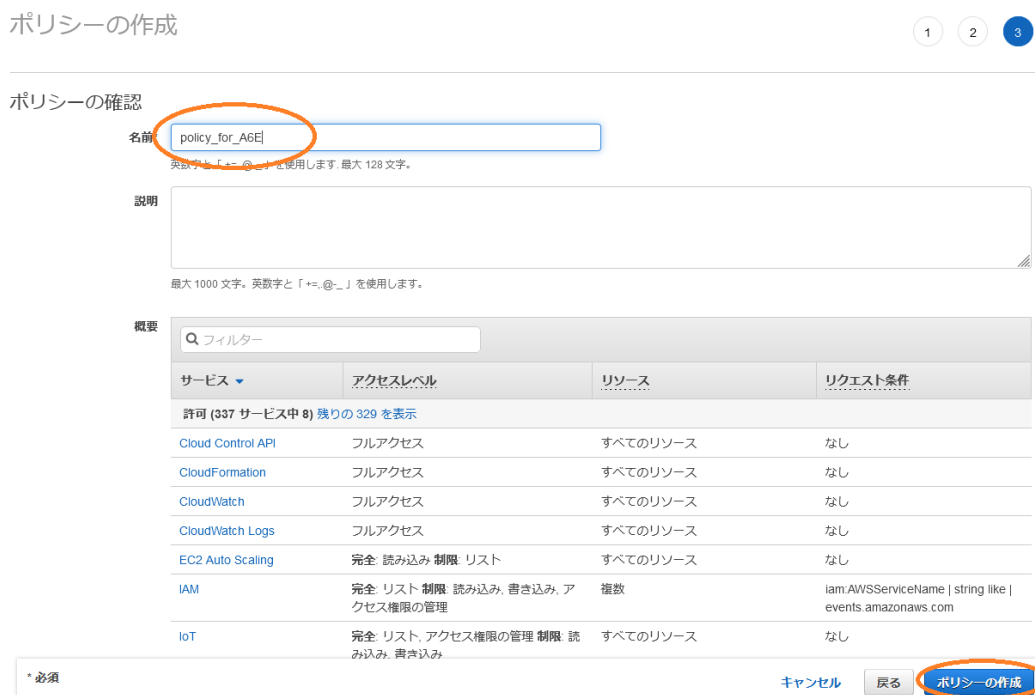 ポリシーの作成
1 2 3
ポリシーの確認
名前 policy_for_A6E
英数字と「 +=,.@-_ 」を使用します. 最大 128 文字。
説明
最大 1000 文字。英数字と「 +=,.@-_ 」を使用します。
概要 フィルター
サービス アクセスレベル リソース リクエスト条件
許可 (337 サービス中 8) 残りの 329 を表示
Cloud Control API フルアクセス すべてのリソース なし
CloudFormation フルアクセス すべてのリソース なし
CloudWatch フルアクセス すべてのリソース なし
CloudWatch Logs フルアクセス すべてのリソース なし
EC2 Auto Scaling 完全: 読み込み 制限: リスト すべてのリソース なし
IAM 完全: リスト 制限: 読み込み, 書き込み, ア 複数 iam:AWSServiceName | string like |
クセス権限の管理 events.amazonaws.com
IoT 完全: リスト, アクセス権限の管理 制限: 読 すべてのリソース なし
み込み, 書き込み
* 必須 キャンセル 戻る ポリシーの作成